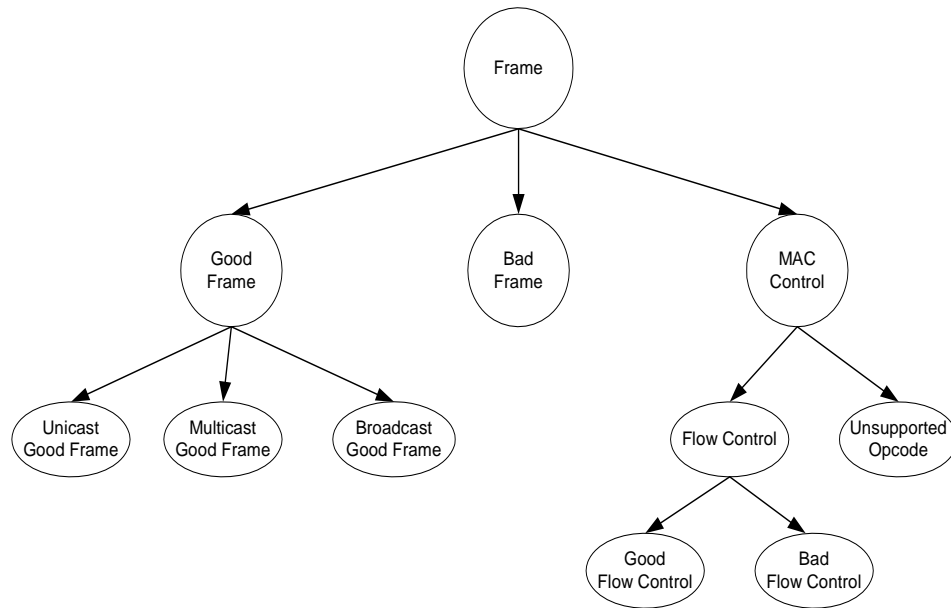 Frame
Good
Frame
Bad
Frame
MAC
Control
Unicast
Good Frame
Multicast
Good Frame
Broadcast
Good Frame
Flow Control
Unsupported
Opcode
Good
Flow Control
Bad
Flow Control